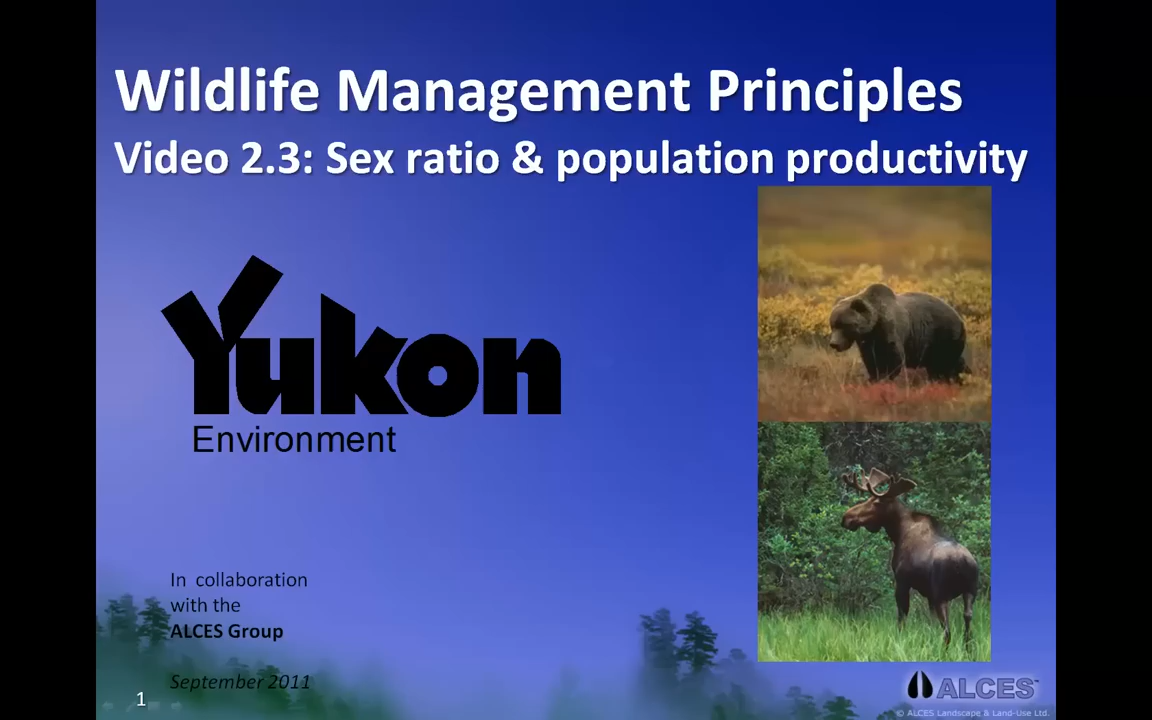 Wildlife Management Principles
Video 2.3: Sex ratio & population productivity
Yukon
Environment
In collaboration
with the
ALCES Group
September 2011
1
ALCES™
© ALCES Landscape & Land-Use Ltd.